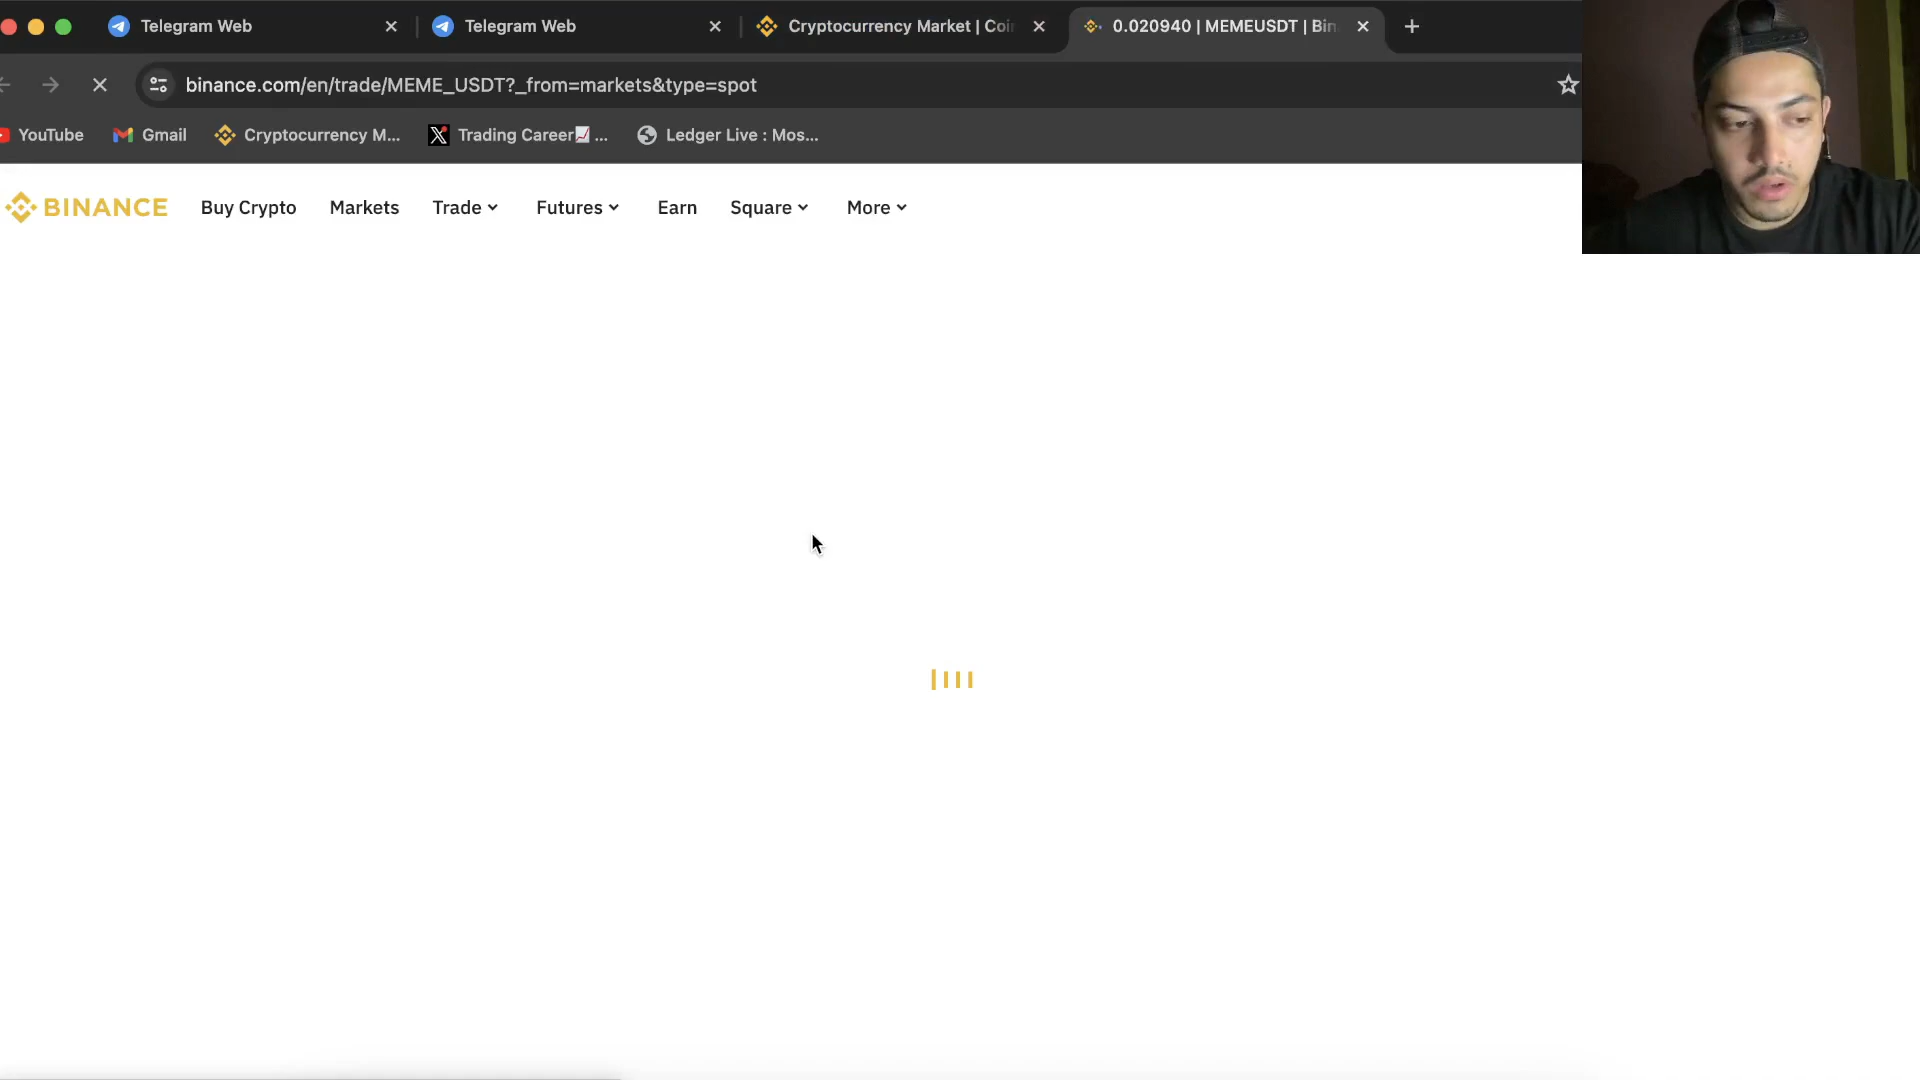 Telegram Web
Telegram Web
Cryptocurrency Market | Coi
0.020940 | MEMEUSDT | Bin
binance.com/en/trade/MEME_USDT?_from=markets&type=spot
YouTube
Gmail
Cryptocurrency M...
Trading Career📈 ...
Ledger Live : Mos...
BINANCE
Buy Crypto
Markets
Trade
Futures
Earn
Square
More